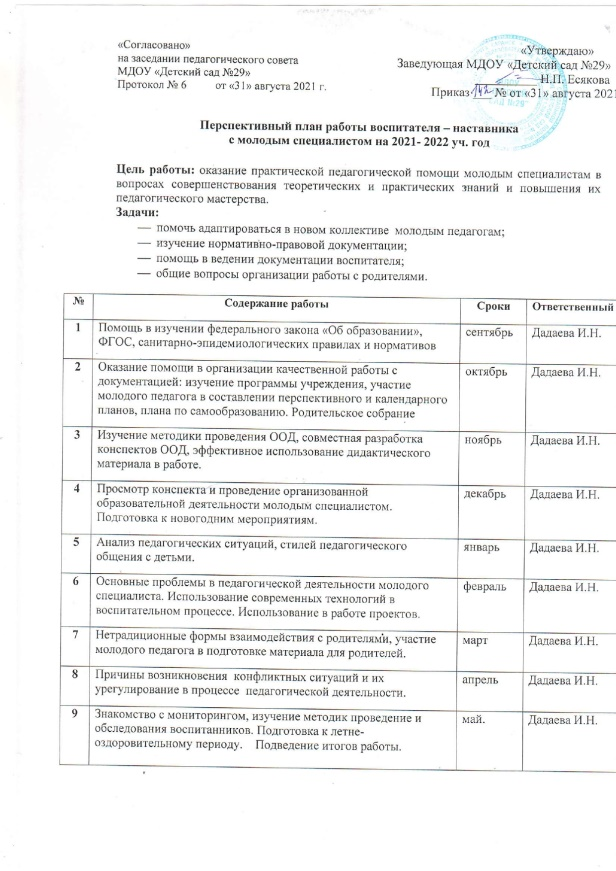 «Согласовано»
на заседании педагогического совета
МДОУ «Детский сад №29»
Протокол № 6 от «31» августа 2021 г.
«Утверждаю»
Заведующая МДОУ «Детский сад №29»
Н.П. Есякова
Приказ 142 № от «31» августа 2021
Перспективный план работы воспитателя – наставника
с молодым специалистом на 2021- 2022 уч. год
Цель работы: оказание практической педагогической помощи молодым специалистам в
вопросах совершенствования теоретических и практических знаний и повышения их
педагогического мастерства.
Задачи:
— помочь адаптироваться в новом коллективе молодым педагогам;
— изучение нормативно-правовой документации;
— помощь в ведении документации воспитателя;
— общие вопросы организации работы с родителями.
№ Содержание работы Сроки Ответственный
1 Помощь в изучении федерального закона «Об образовании», сентябрь Дадаева И.Н.
ФГОС, санитарно-эпидемиологических правилах и нормативов
2 Оказание помощи в организации качественной работы с октябрь Дадаева И.Н.
документацией: изучение программы учреждения, участие
молодого педагога в составлении перспективного и календарного
планов, плана по самообразованию. Родительское собрание
3 Изучение методики проведения ООД, совместная разработка ноябрь Дадаева И.Н.
конспектов ООД, эффективное использование дидактического
материала в работе.
4 Просмотр конспекта и проведение организованной декабрь Дадаева И.Н.
образовательной деятельности молодым специалистом.
Подготовка к новогодним мероприятиям.
5 Анализ педагогических ситуаций, стилей педагогического январь Дадаева И.Н.
общения с детьми.
6 Основные проблемы в педагогической деятельности молодого февраль Дадаева И.Н.
специалиста. Использование современных технологий в
воспитательном процессе. Использование в работе проектов.
7 Нетрадиционные формы взаимодействия с родителями, участие март Дадаева И.Н.
молодого педагога в подготовке материала для родителей.
8 Причины возникновения конфликтных ситуаций и их апрель Дадаева И.Н.
урегулирование в процессе педагогической деятельности.
9 Знакомство с мониторингом, изучение методик проведение и май. Дадаева И.Н.
обследования воспитанников. Подготовка к летне-
оздоровительному периоду. Подведение итогов работы.